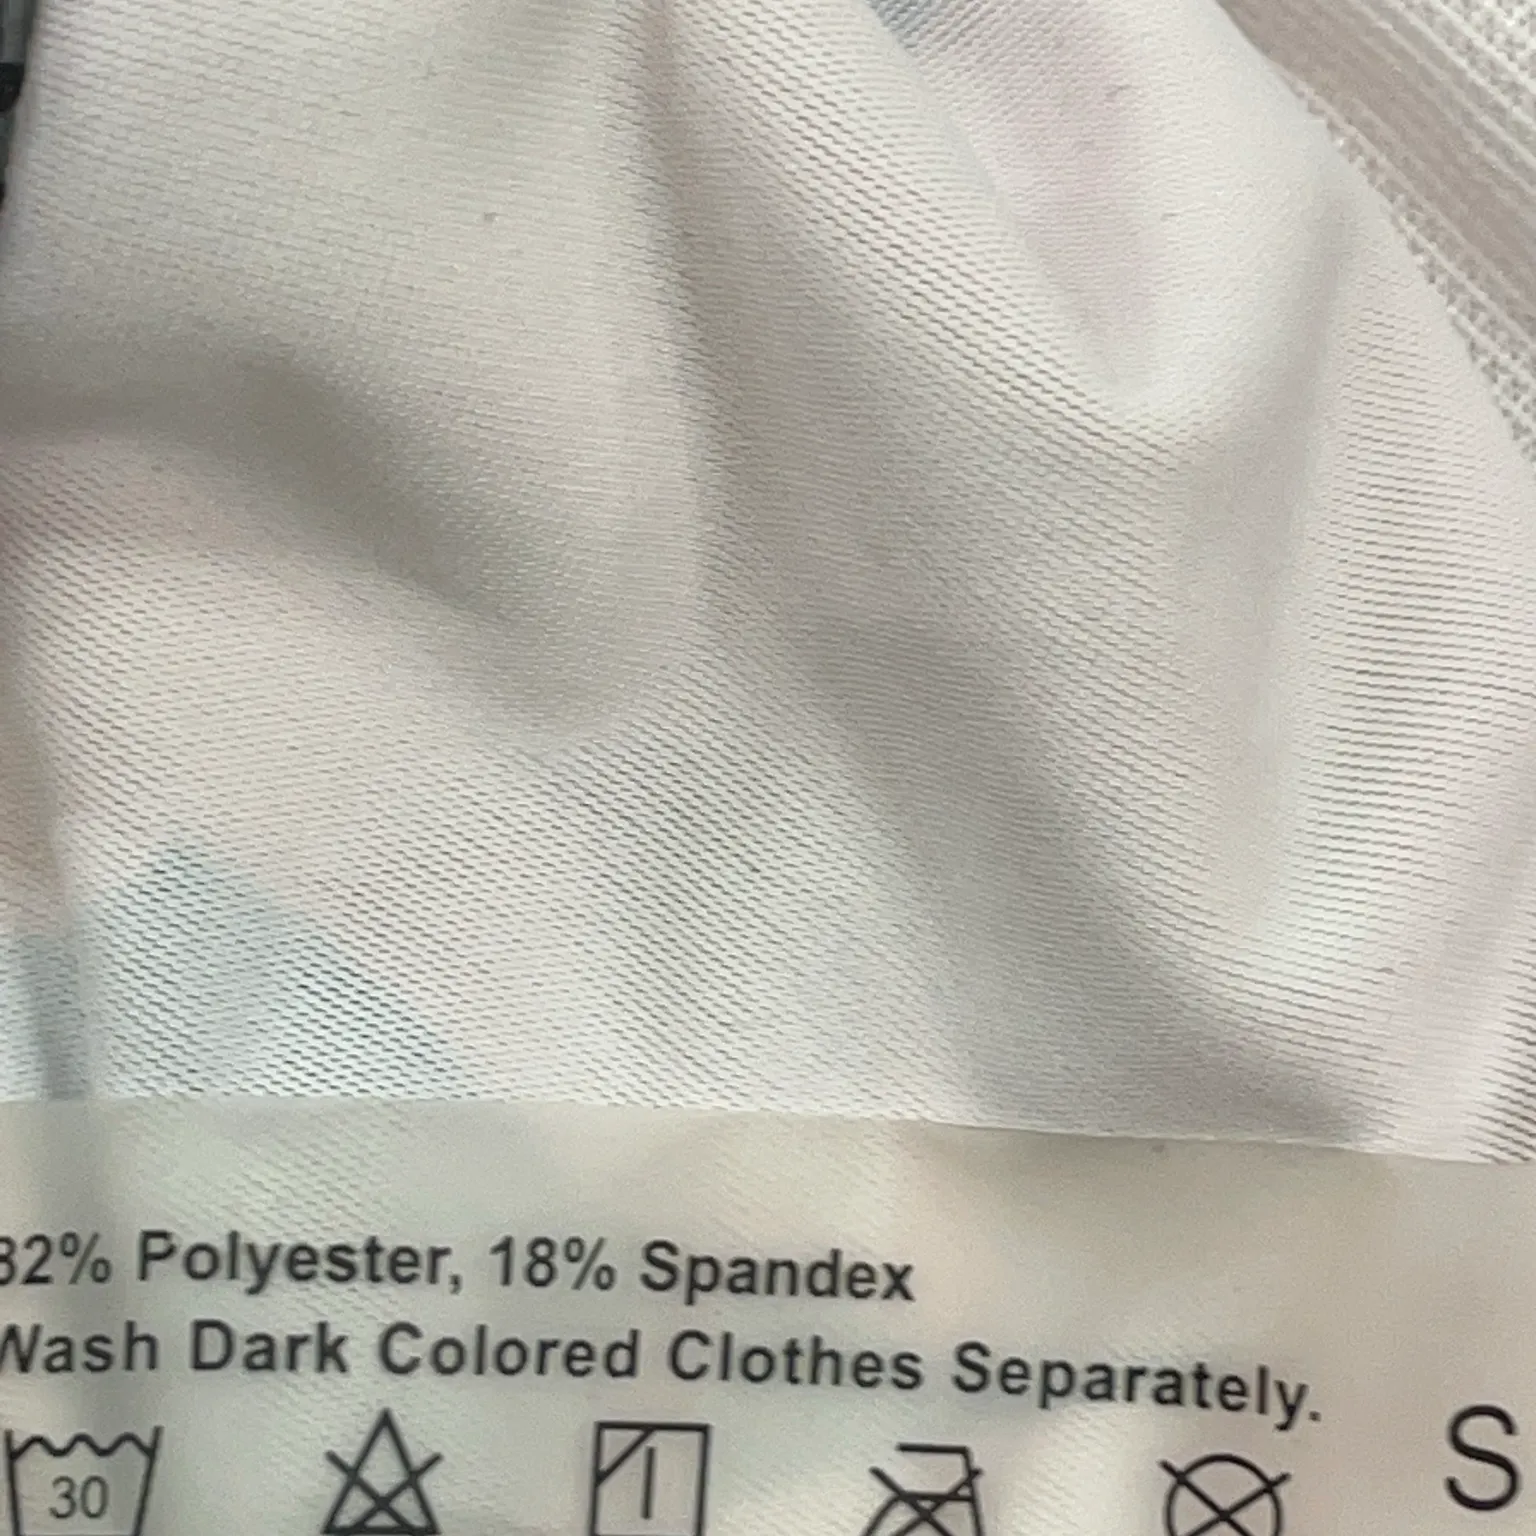 82% Polyester, 18% Spandex
Wash Dark Colored Clothes Separately.
30
S